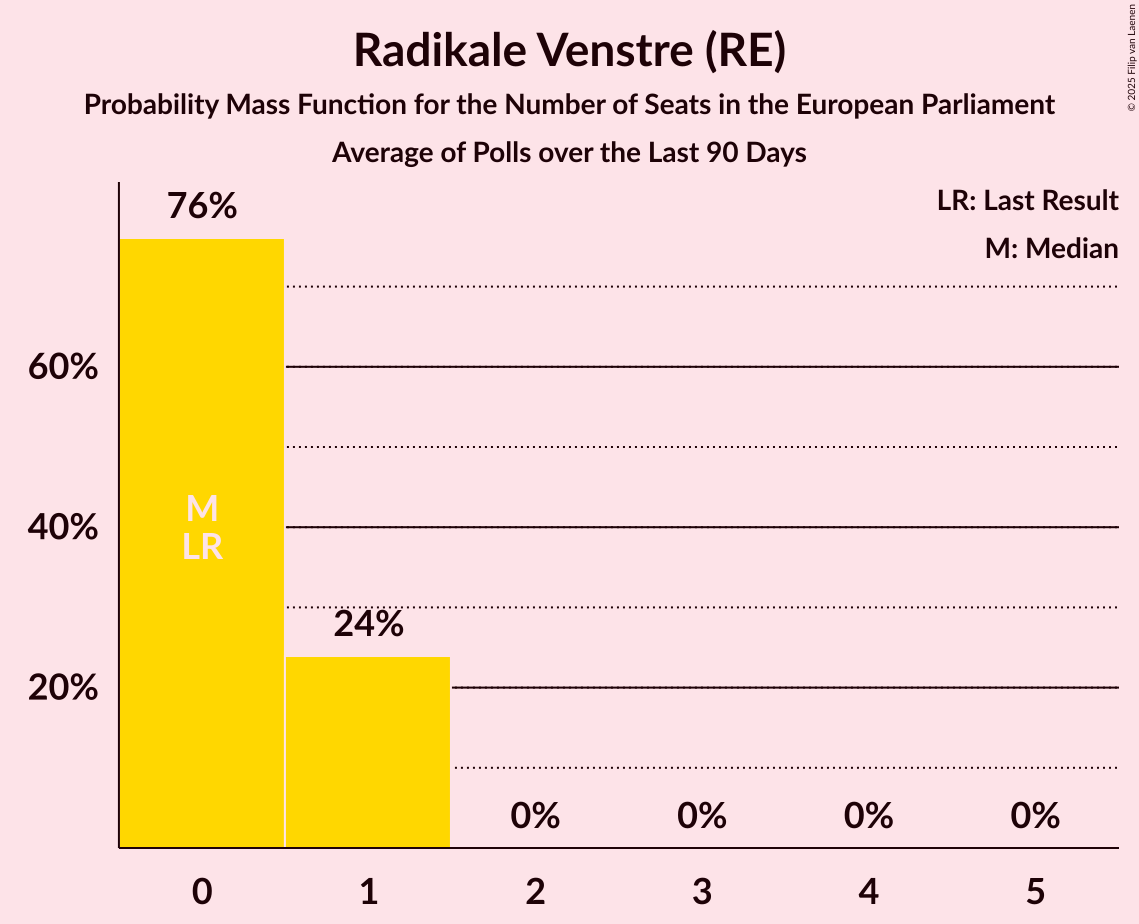 Radikale Venstre (RE)
Probability Mass Function for the Number of Seats in the European Parliament
Average of Polls over the Last 90 Days
© 2025 Filip van Laenen
LR: Last Result
M: Median
76%
60%
40%
20%
M
LR
24%
0%
0%
0%
0%
0
1
2
3
4
5